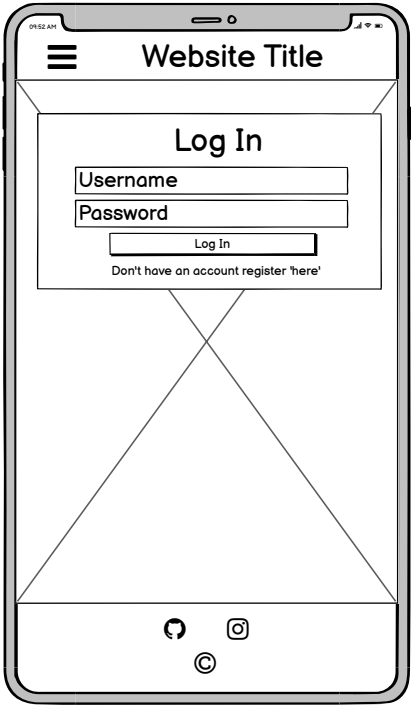 09:52 AM
Website Title
Log In
Username
Password
Log In
Don't have an account register 'here'
©